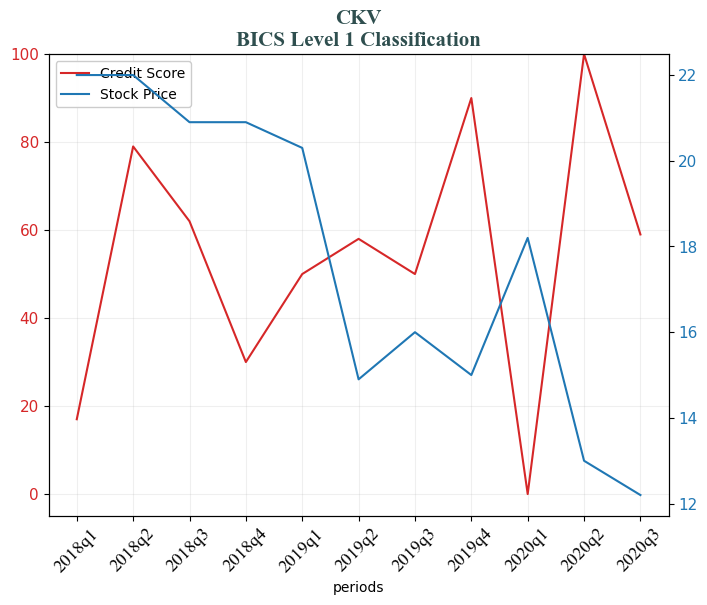 CKV
BICS Level 1 Classification
100
80
60
40
20
0
Credit Score
Stock Price
22
20
18
16
14
12
2018q1
2018q2
2018q3
2018q4
2019q1
2019q2
2019q3
2019q4
2020q1
2020q2
2020q3
periods